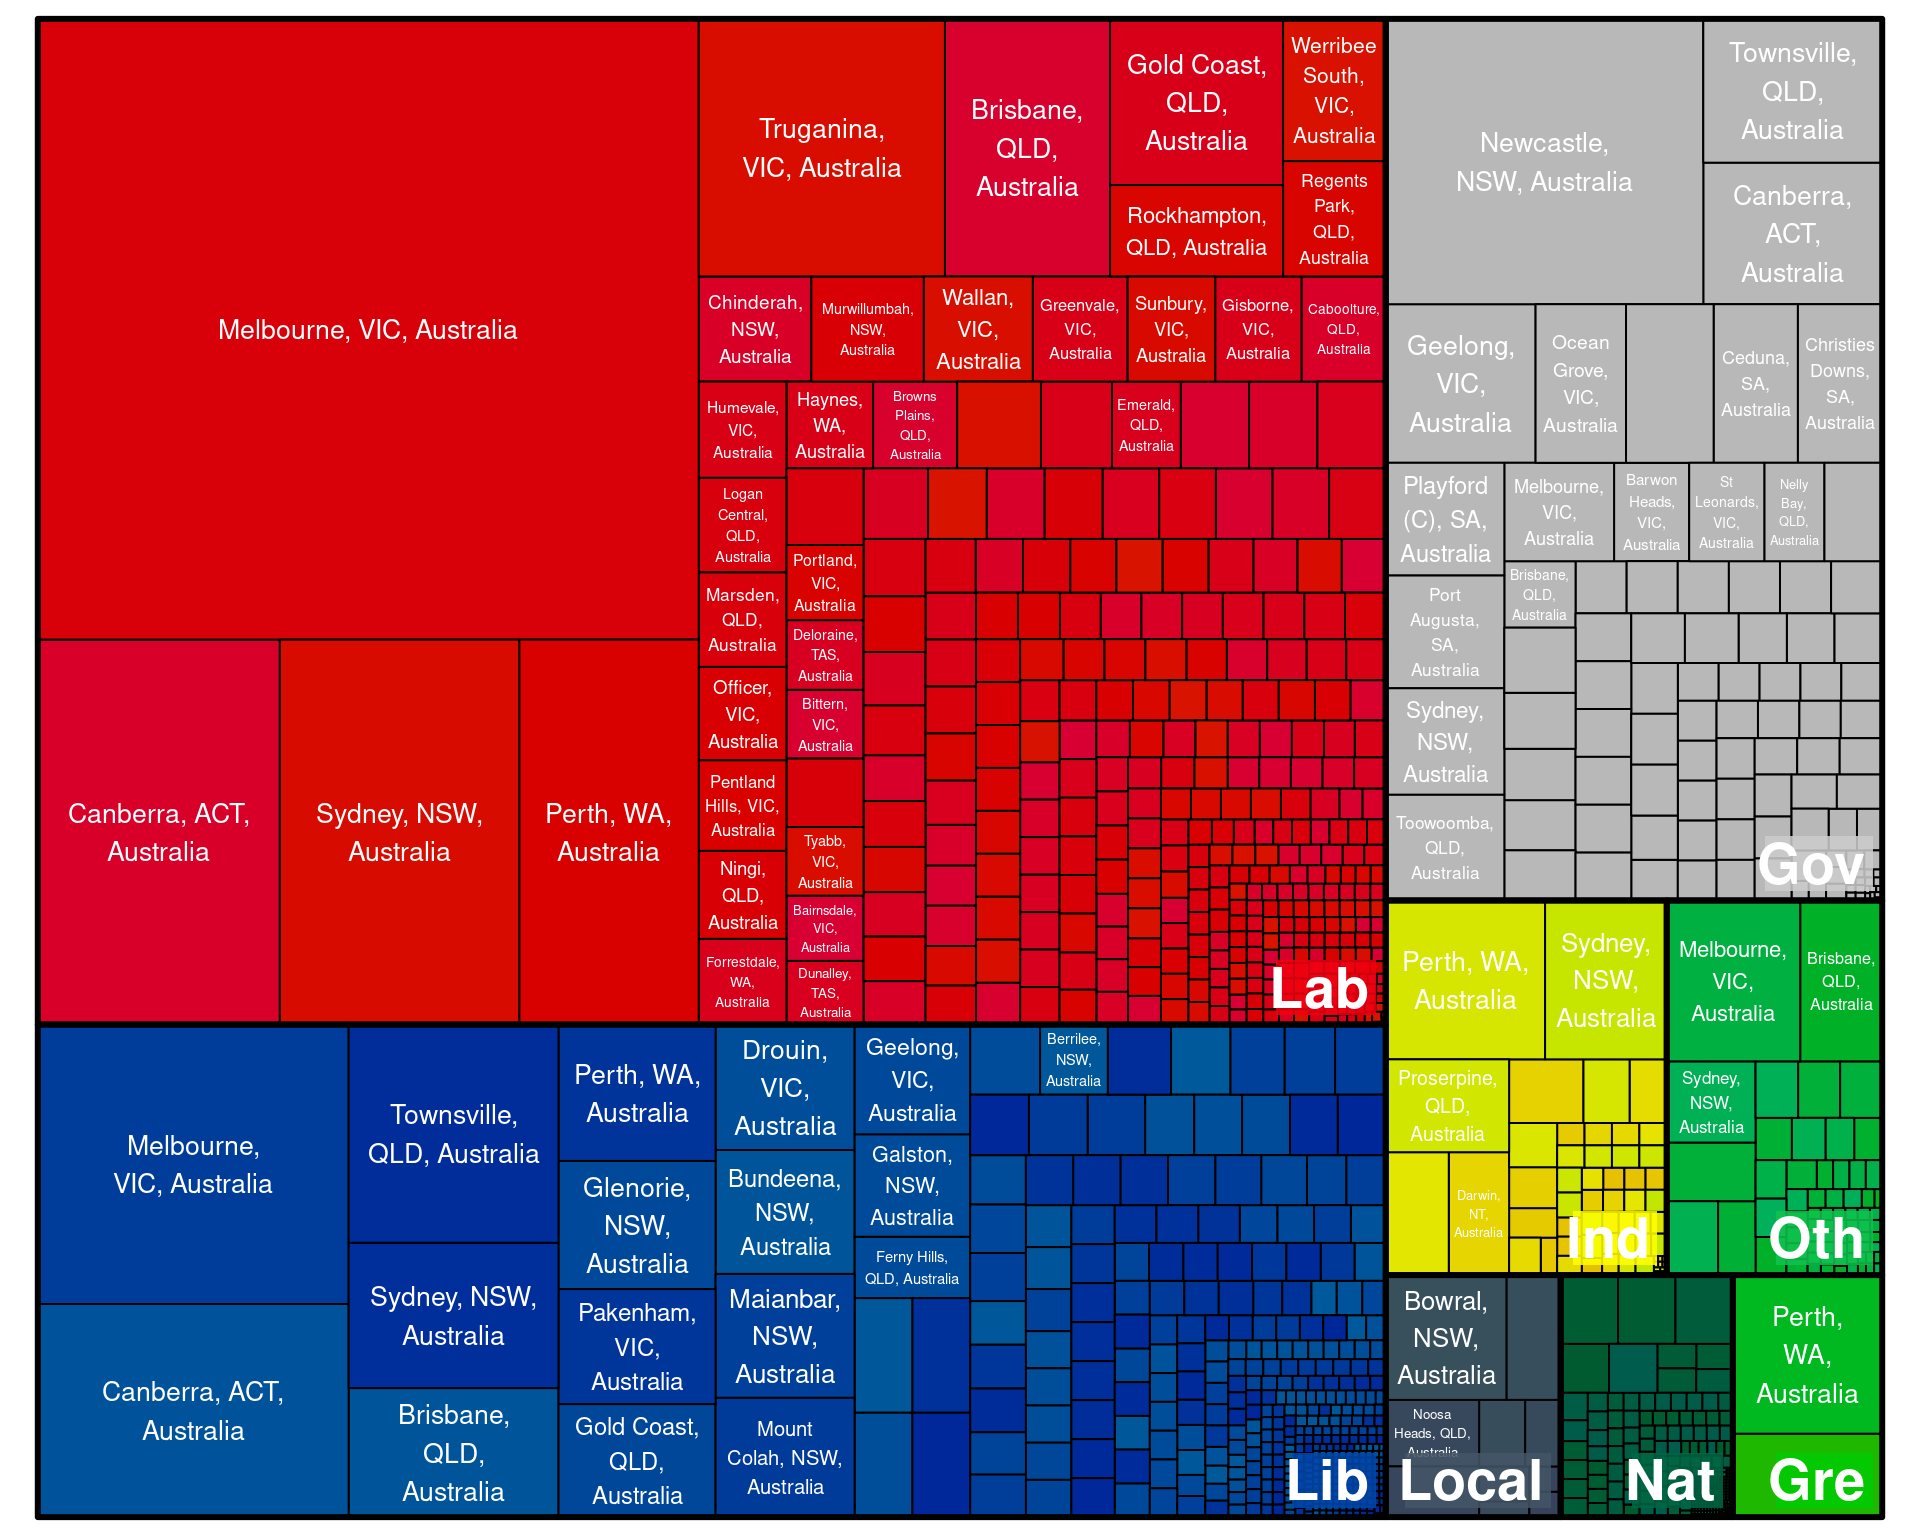 Melbourne, VIC, Australia
Canberra, ACT,
Australia
Sydney, NSW,
Australia
Perth, WA,
Australia
Truganina,
VIC, Australia
Brisbane,
QLD,
Australia
Gold Coast,
QLD,
Australia
Rockhampton,
QLD, Australia
Werribee
South,
VIC,
Australia
Regents
Park,
QLD,
Australia
Chinderah,
NSW,
Australia
Murwillumbah,
NSW,
Australia
Wallan,
VIC,
Australia
Greenvale,
VIC,
Australia
Sunbury,
VIC,
Australia
Gisborne,
VIC,
Australia
Caboolture,
QLD,
Australia
Humevale,
VIC,
Australia
Haynes,
WA,
Australia
Browns
Plains,
QLD,
Australia
Emerald,
QLD,
Australia
Logan
Central,
QLD,
Australia
Marsden,
QLD,
Australia
Officer,
VIC,
Australia
Pentland
Hills, VIC,
Australia
Ningi,
QLD,
Australia
Forrestdale,
WA,
Australia
Portland,
VIC,
Australia
Deloraine,
TAS,
Australia
Bittern,
VIC,
Australia
Tyabb,
VIC,
Australia
Bairnsdale,
VIC,
Australia
Dunalley,
TAS,
Australia
Lab
Newcastle,
NSW, Australia
Townsville,
QLD,
Australia
Canberra,
ACT,
Australia
Geelong,
VIC,
Australia
Ocean
Grove,
VIC,
Australia
Ceduna,
SA,
Australia
Christies
Downs,
SA,
Australia
Playford
(C), SA,
Australia
Melbourne,
VIC,
Australia
Barwon
Heads,
VIC,
Australia
St
Leonards,
VIC,
Australia
Nelly
Bay,
QLD,
Australia
Brisbane,
QLD,
Australia
Port
Augusta,
SA,
Australia
Sydney,
NSW,
Australia
Toowoomba,
QLD,
Australia
Gov
Perth, WA,
Australia
Sydney,
NSW,
Australia
Proserpine,
QLD,
Australia
Darwin,
NT,
Australia
Ind
Melbourne,
VIC,
Australia
Brisbane,
QLD,
Australia
Sydney,
NSW,
Australia
Oth
Melbourne,
VIC, Australia
Canberra, ACT,
Australia
Townsville,
QLD, Australia
Sydney, NSW,
Australia
Brisbane,
QLD,
Australia
Perth, WA,
Australia
Glenorie,
NSW,
Australia
Pakenham,
VIC,
Australia
Gold Coast,
QLD,
Australia
Drouin,
VIC,
Australia
Bundeena,
NSW,
Australia
Maianbar,
NSW,
Australia
Mount
Colah, NSW,
Australia
Geelong,
VIC,
Australia
Galston,
NSW,
Australia
Ferny Hills,
QLD, Australia
Berrilee,
NSW,
Australia
Lib
Bowral,
NSW,
Australia
Noosa
Heads, QLD,
Australia
Local
Nat
Perth,
WA,
Australia
Gre